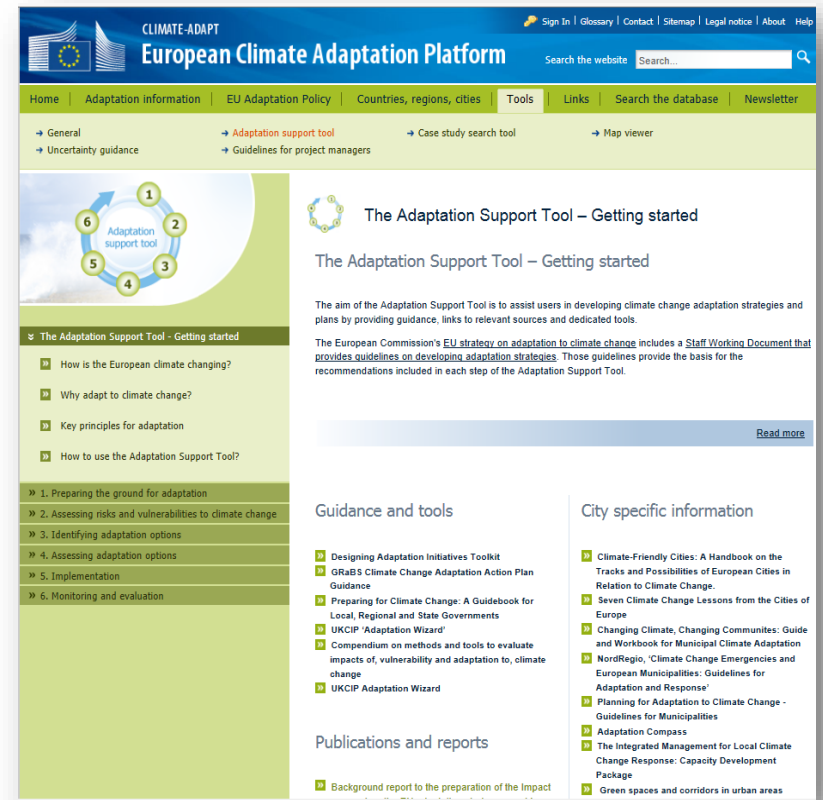 Sign In | Glossary | Contact | Sitemap | Legal notice | About Help
CLIMATE-ADAPT
European Climate Adaptation Platform
Search the website Search...
Home | Adaptation information | EU Adaptation Policy | Countries, regions, cities | Tools | Links | Search the database | Newsletter
→ General → Adaptation support tool → Case study search tool → Map viewer
→ Uncertainty guidance → Guidelines for project managers
1
2
3
4
5
6
Adaptation
support tool
The Adaptation Support Tool - Getting started
How is the European climate changing?
Why adapt to climate change?
Key principles for adaptation
How to use the Adaptation Support Tool?
» 1. Preparing the ground for adaptation
» 2. Assessing risks and vulnerabilities to climate change
» 3. Identifying adaptation options
» 4. Assessing adaptation options
» 5. Implementation
» 6. Monitoring and evaluation
The Adaptation Support Tool – Getting started
The Adaptation Support Tool – Getting started
The aim of the Adaptation Support Tool is to assist users in developing climate change adaptation strategies and
plans by providing guidance, links to relevant sources and dedicated tools.
The European Commission's EU strategy on adaptation to climate change includes a Staff Working Document that
provides guidelines on developing adaptation strategies. Those guidelines provide the basis for the
recommendations included in each step of the Adaptation Support Tool.
Read more
Guidance and tools
Designing Adaptation Initiatives Toolkit
GRaBS Climate Change Adaptation Action Plan
Guidance
Preparing for Climate Change: A Guidebook for
Local, Regional and State Governments
UKCIP 'Adaptation Wizard'
Compendium on methods and tools to evaluate
impacts of, vulnerability and adaptation to, climate
change
UKCIP Adaptation Wizard
Publications and reports
Background report to the preparation of the Impact
City specific information
Climate-Friendly Cities: A Handbook on the
Tracks and Possibilities of European Cities in
Relation to Climate Change.
Seven Climate Change Lessons from the Cities of
Europe
Changing Climate, Changing Communites: Guide
and Workbook for Municipal Climate Adaptation
NordRegio, 'Climate Change Emergencies and
European Municipalities: Guidelines for
Adaptation and Response'
Planning for Adaptation to Climate Change -
Guidelines for Municipalities
Adaptation Compass
The Integrated Management for Local Climate
Change Response: Capacity Development
Package
Green spaces and corridors in urban areas